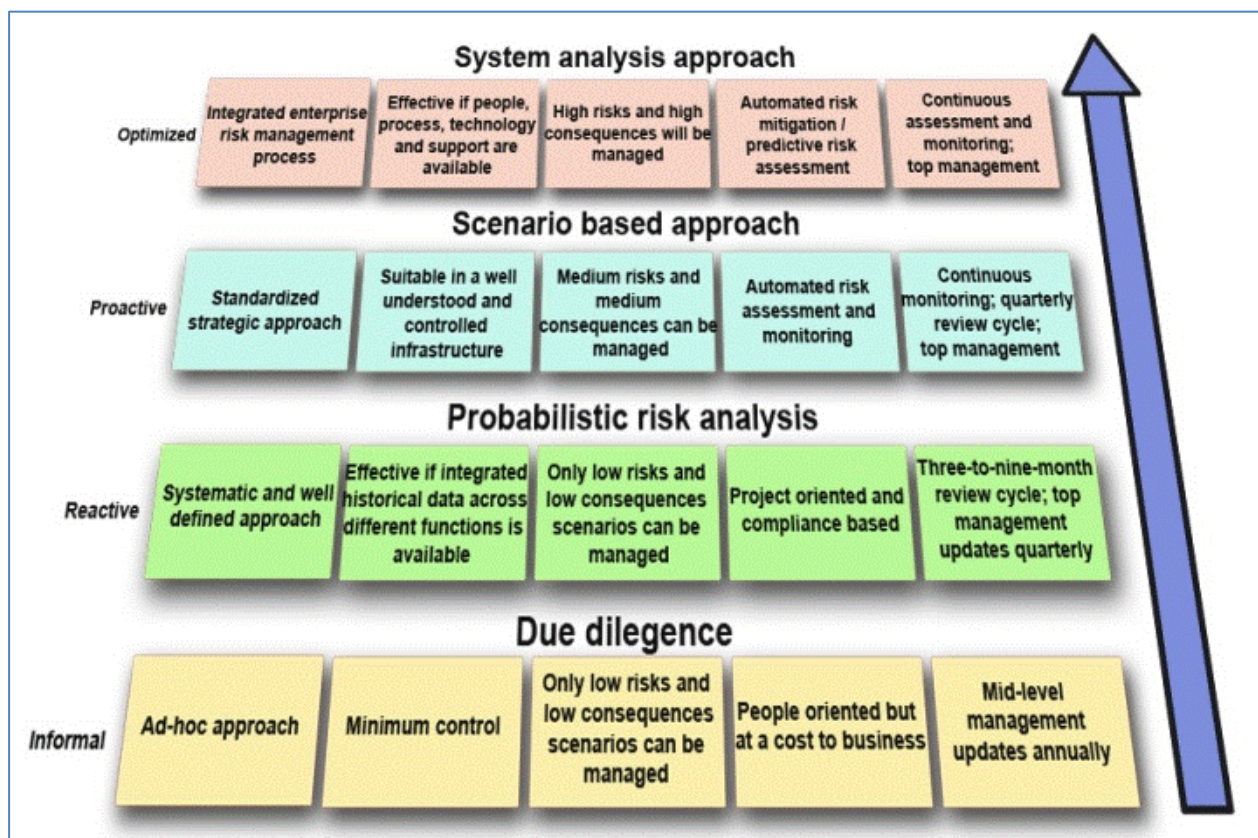 System analysis approach
Optimized
Integrated enterprise
risk management
process
Effective if people,
process, technology
and support are
available
High risks and high
consequences will be
managed
Automated risk
mitigation /
predictive risk
assessment
Continuous
assessment and
monitoring;
top management
Scenario based approach
Proactive
Standardized
strategic approach
Suitable in a well
understood and
controlled
infrastructure
Medium risks and
medium
consequences can be
managed
Automated risk
assessment and
monitoring
Continuous
monitoring; quarterly
review cycle;
top management
Probabilistic risk analysis
Reactive
Systematic and well
defined approach
Effective if integrated
historical data across
different functions is
available
Only low risks and
low consequences
scenarios can be
managed
Project oriented and
compliance based
Three-to-nine-month
review cycle; top
management
updates quarterly
Due dilegence
Informal
Ad-hoc approach
Minimum control
Only low risks and
low consequences
scenarios can be
managed
People oriented but
at a cost to business
Mid-level
management
updates annually